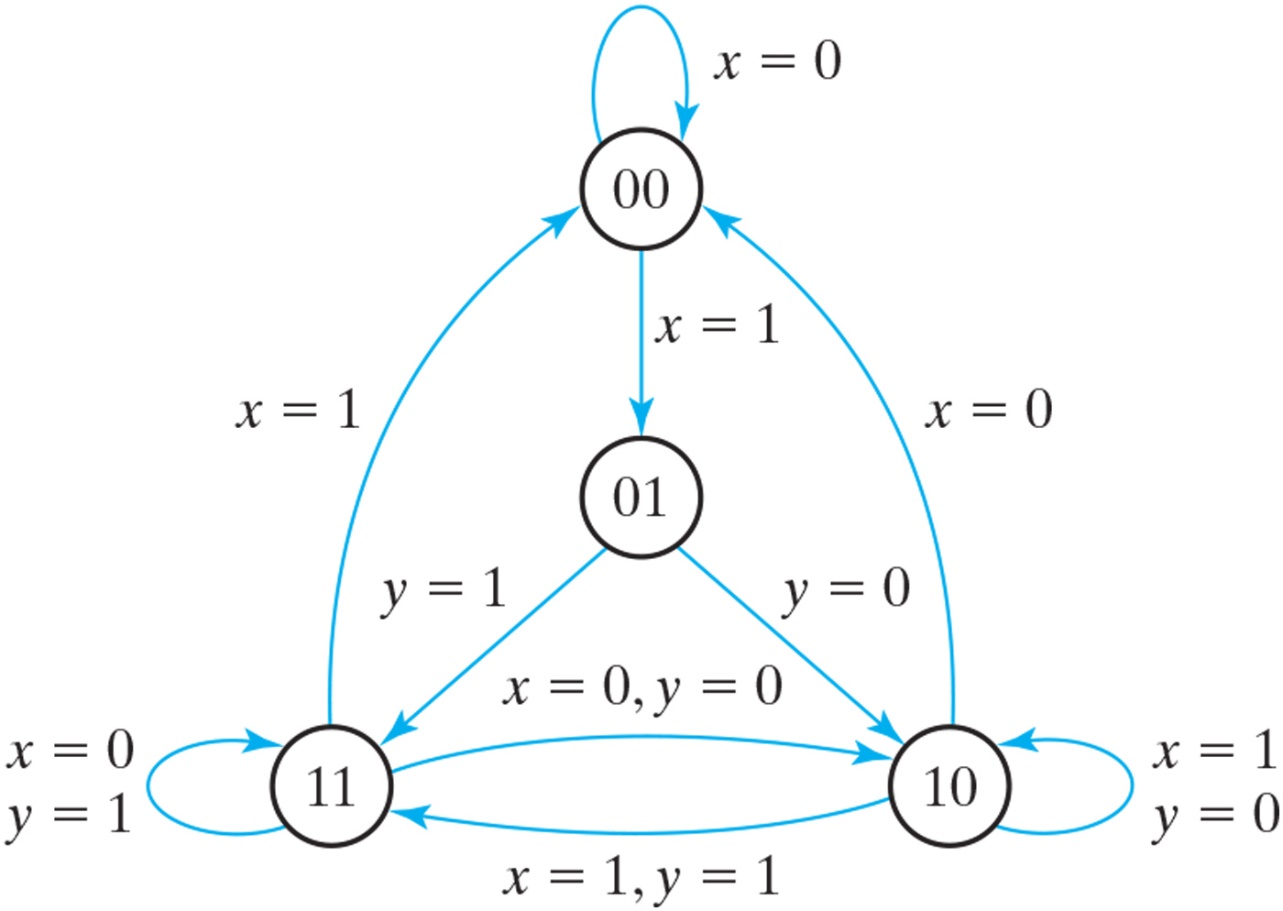 x = 0
00
x = 1
x = 1
x = 0
01
y = 1
y = 0
x = 0, y = 0
x = 0
y = 1
11
10
x = 1
y = 0
x = 1, y = 1